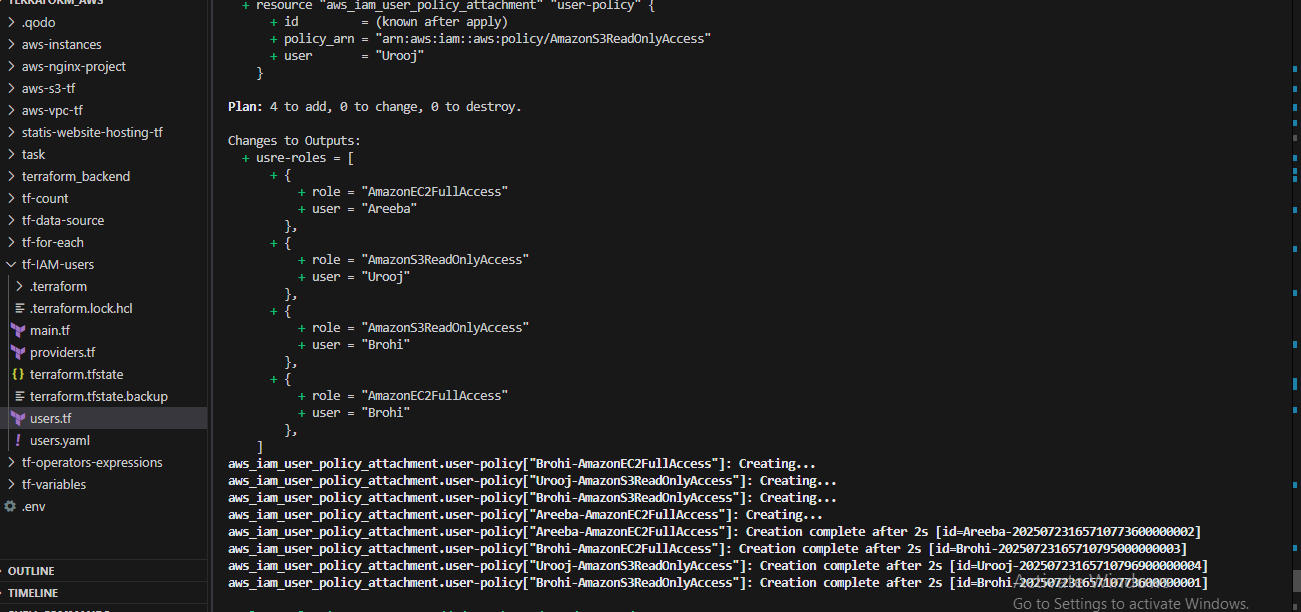 TERRAFORM_AWS
.qodo
aws-instances
aws-nginx-project
aws-s3-tf
aws-vpc-tf
statis-website-hosting-tf
task
terraform_backend
tf-count
tf-data-source
tf-for-each
tf-IAM-users
.terraform
.terraform.lock.hcl
main.tf
providers.tf
{} terraform.tfstate
terraform.tfstate.backup
users.tf
! users.yaml
tf-operators-expressions
tf-variables
.env
OUTLINE
TIMELINE
+ resource "aws_iam_user_policy_attachment" "user-policy" {
+ id = (known after apply)
+ policy_arn = "arn:aws:iam::aws:policy/AmazonS3ReadOnlyAccess"
+ user = "Urooj"
}
Plan: 4 to add, 0 to change, 0 to destroy.
Changes to Outputs:
+ usre-roles = [
+ {
+ role = "AmazonEC2FullAccess"
+ user = "Areeba"
},
+ {
+ role = "AmazonS3ReadOnlyAccess"
+ user = "Urooj"
},
+ {
+ role = "AmazonS3ReadOnlyAccess"
+ user = "Brohi"
},
+ {
+ role = "AmazonEC2FullAccess"
+ user = "Brohi"
},
]
aws_iam_user_policy_attachment.user-policy["Brohi-AmazonEC2FullAccess"]: Creating...
aws_iam_user_policy_attachment.user-policy["Urooj-AmazonS3ReadOnlyAccess"]: Creating...
aws_iam_user_policy_attachment.user-policy["Brohi-AmazonS3ReadOnlyAccess"]: Creating...
aws_iam_user_policy_attachment.user-policy["Areeba-AmazonEC2FullAccess"]: Creating...
aws_iam_user_policy_attachment.user-policy["Areeba-AmazonEC2FullAccess"]: Creation complete after 2s [id=Areeba-20250723165710773600000002]
aws_iam_user_policy_attachment.user-policy["Brohi-AmazonEC2FullAccess"]: Creation complete after 2s [id=Brohi-20250723165710795000000003]
aws_iam_user_policy_attachment.user-policy["Urooj-AmazonS3ReadOnlyAccess"]: Creation complete after 2s [id=Urooj-20250723165710796900000004]
aws_iam_user_policy_attachment.user-policy["Brohi-AmazonS3ReadOnlyAccess"]: Creation complete after 2s [id=Brohi-20250723165710773600000001]
Activate Windows
Go to Settings to activate Windows.